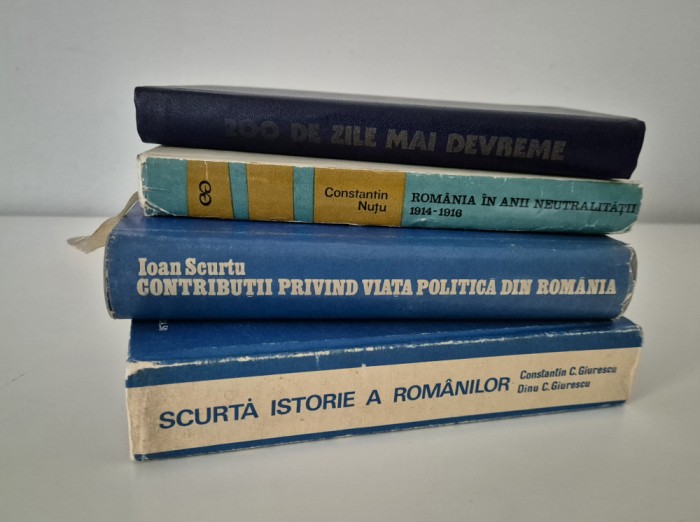 200 DE ZILE MAI DEVREME
Constantin
Nuțu
ROMÂNIA ÎN ANII NEUTRALITĂȚII
1914-1916
Ioan Scurtu
CONTRIBUȚII PRIVIND VIAȚA POLITICĂ DIN ROMÂNIA
SCURTĂ ISTORIE A ROMÂNILOR
Constantin C. Giurescu
Dinu C. Giurescu